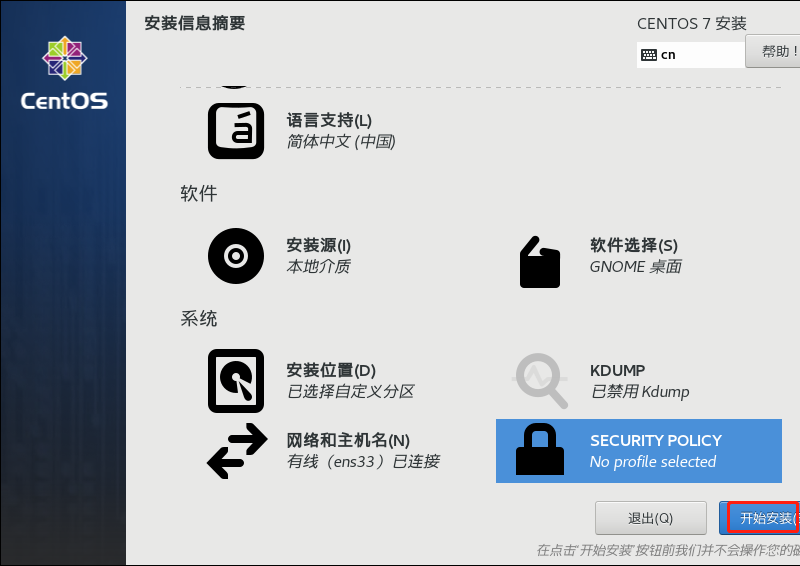 安装信息摘要
CENTOS 7 安装
cn
帮助！
CentOS
语言支持(L)
简体中文 (中国)
软件
安装源(I)
本地介质
软件选择(S)
GNOME 桌面
系统
安装位置(D)
已选择自定义分区
KDUMP
已禁用 Kdump
网络和主机名(N)
有线（ens33）已连接
SECURITY POLICY
No profile selected
退出(Q)
开始安装(
在点击'开始安装'按钮前我们并不会操作您的磁